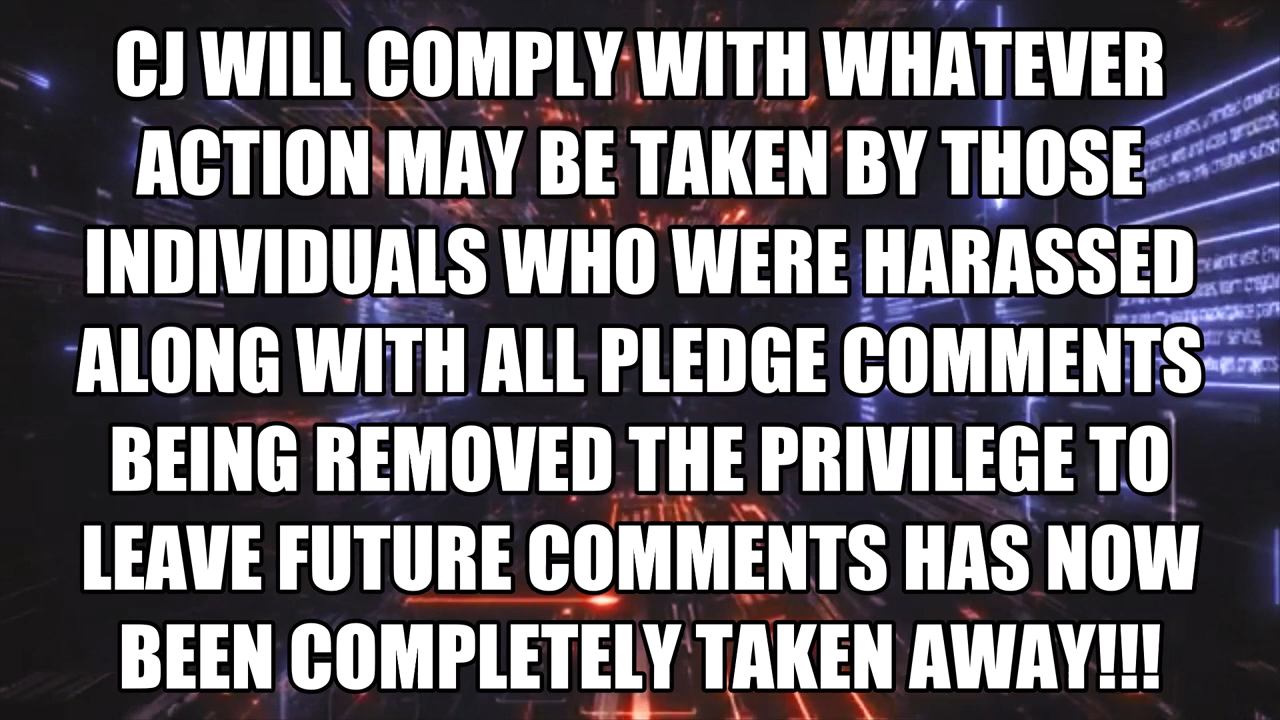 CJ WILL COMPLY WITH WHATEVER
ACTION MAY BE TAKEN BY THOSE
INDIVIDUALS WHO WERE HARASSED
ALONG WITH ALL PLEDGE COMMENTS
BEING REMOVED THE PRIVILEGE TO
LEAVE FUTURE COMMENTS HAS NOW
BEEN COMPLETELY TAKEN AWAY!!!